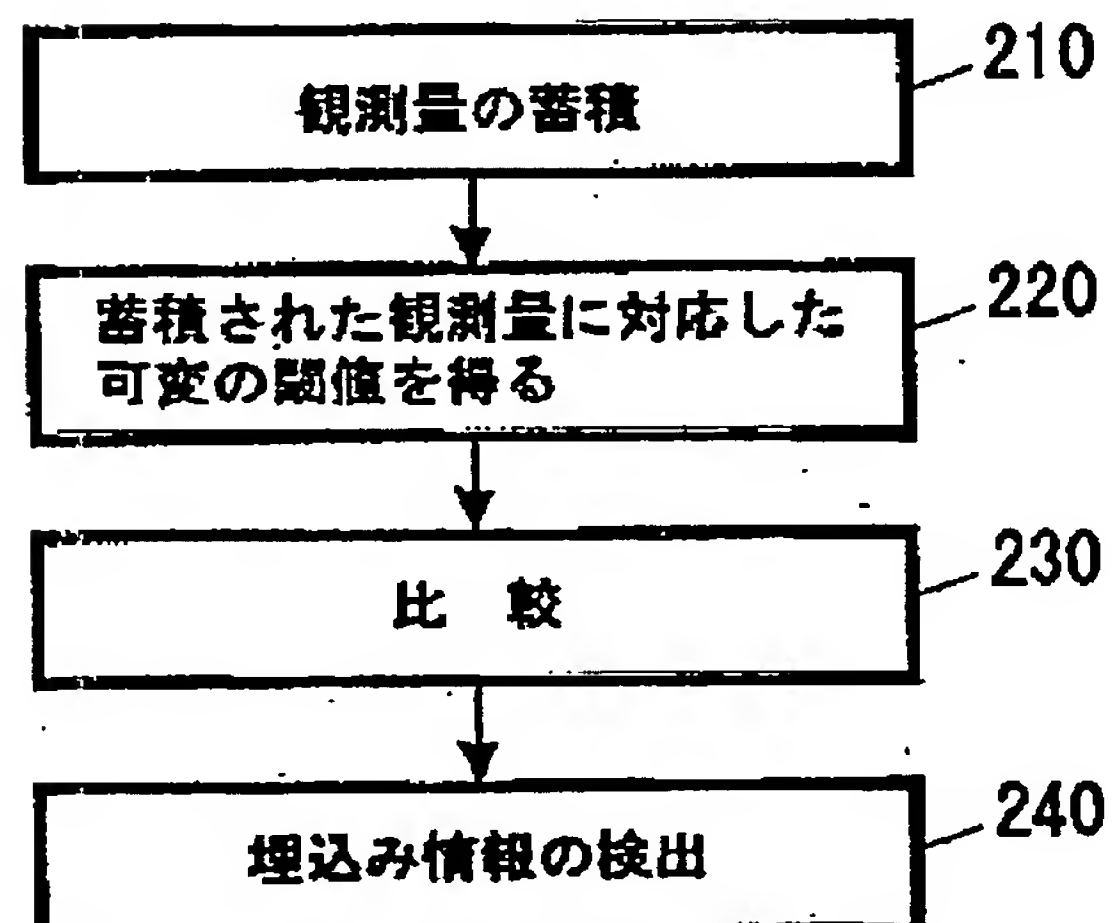 210
観測量の蓄積
220
蓄積された観測量に対応した
可変の閾値を得る
230
比 較
240
埋込み情報の検出